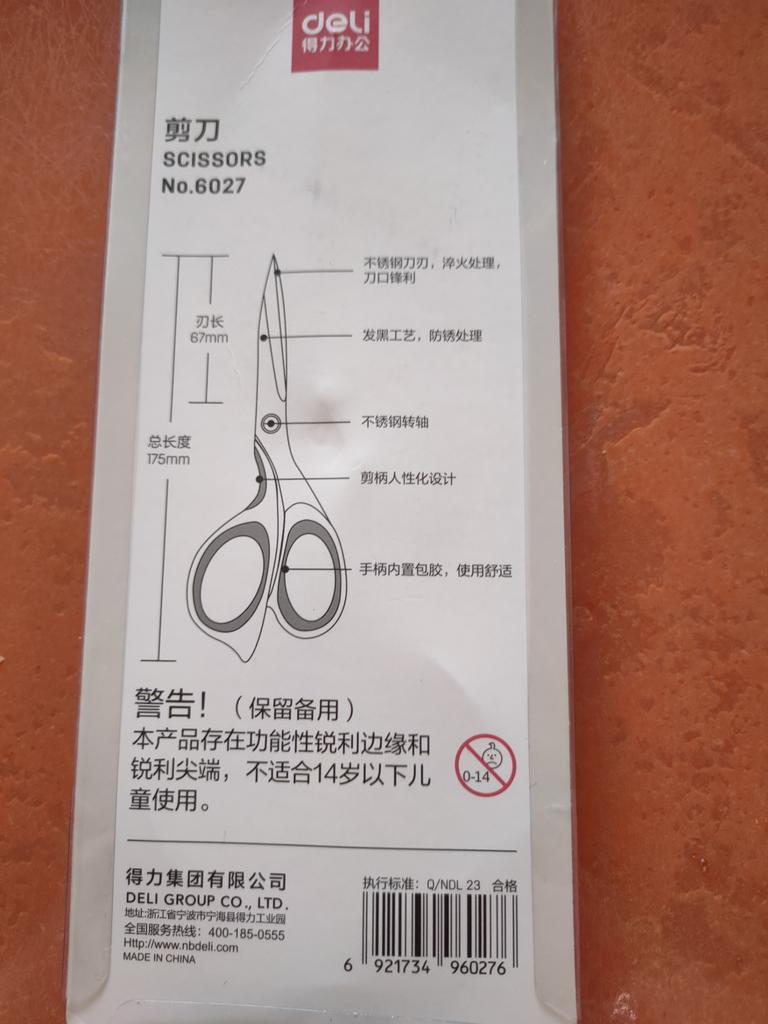 deli
得力办公
剪刀
SCISSORS
No.6027
不锈钢刀刃，淬火处理，
刀口锋利
刃长
67mm
发黑工艺，防锈处理
不锈钢转轴
总长度
175mm
剪柄人性化设计
手柄内置包胶，使用舒适
警告！（保留备用）
本产品存在功能性锐利边缘和
锐利尖端，不适合14岁以下儿
童使用。
0-14
得力集团有限公司
DELI GROUP CO., LTD.
地址:浙江省宁波市宁海县得力工业园
全国服务热线：400-185-0555
Http://www.nbdeli.com
MADE IN CHINA
执行标准：Q/NDL 23 合格
6 921734 960276